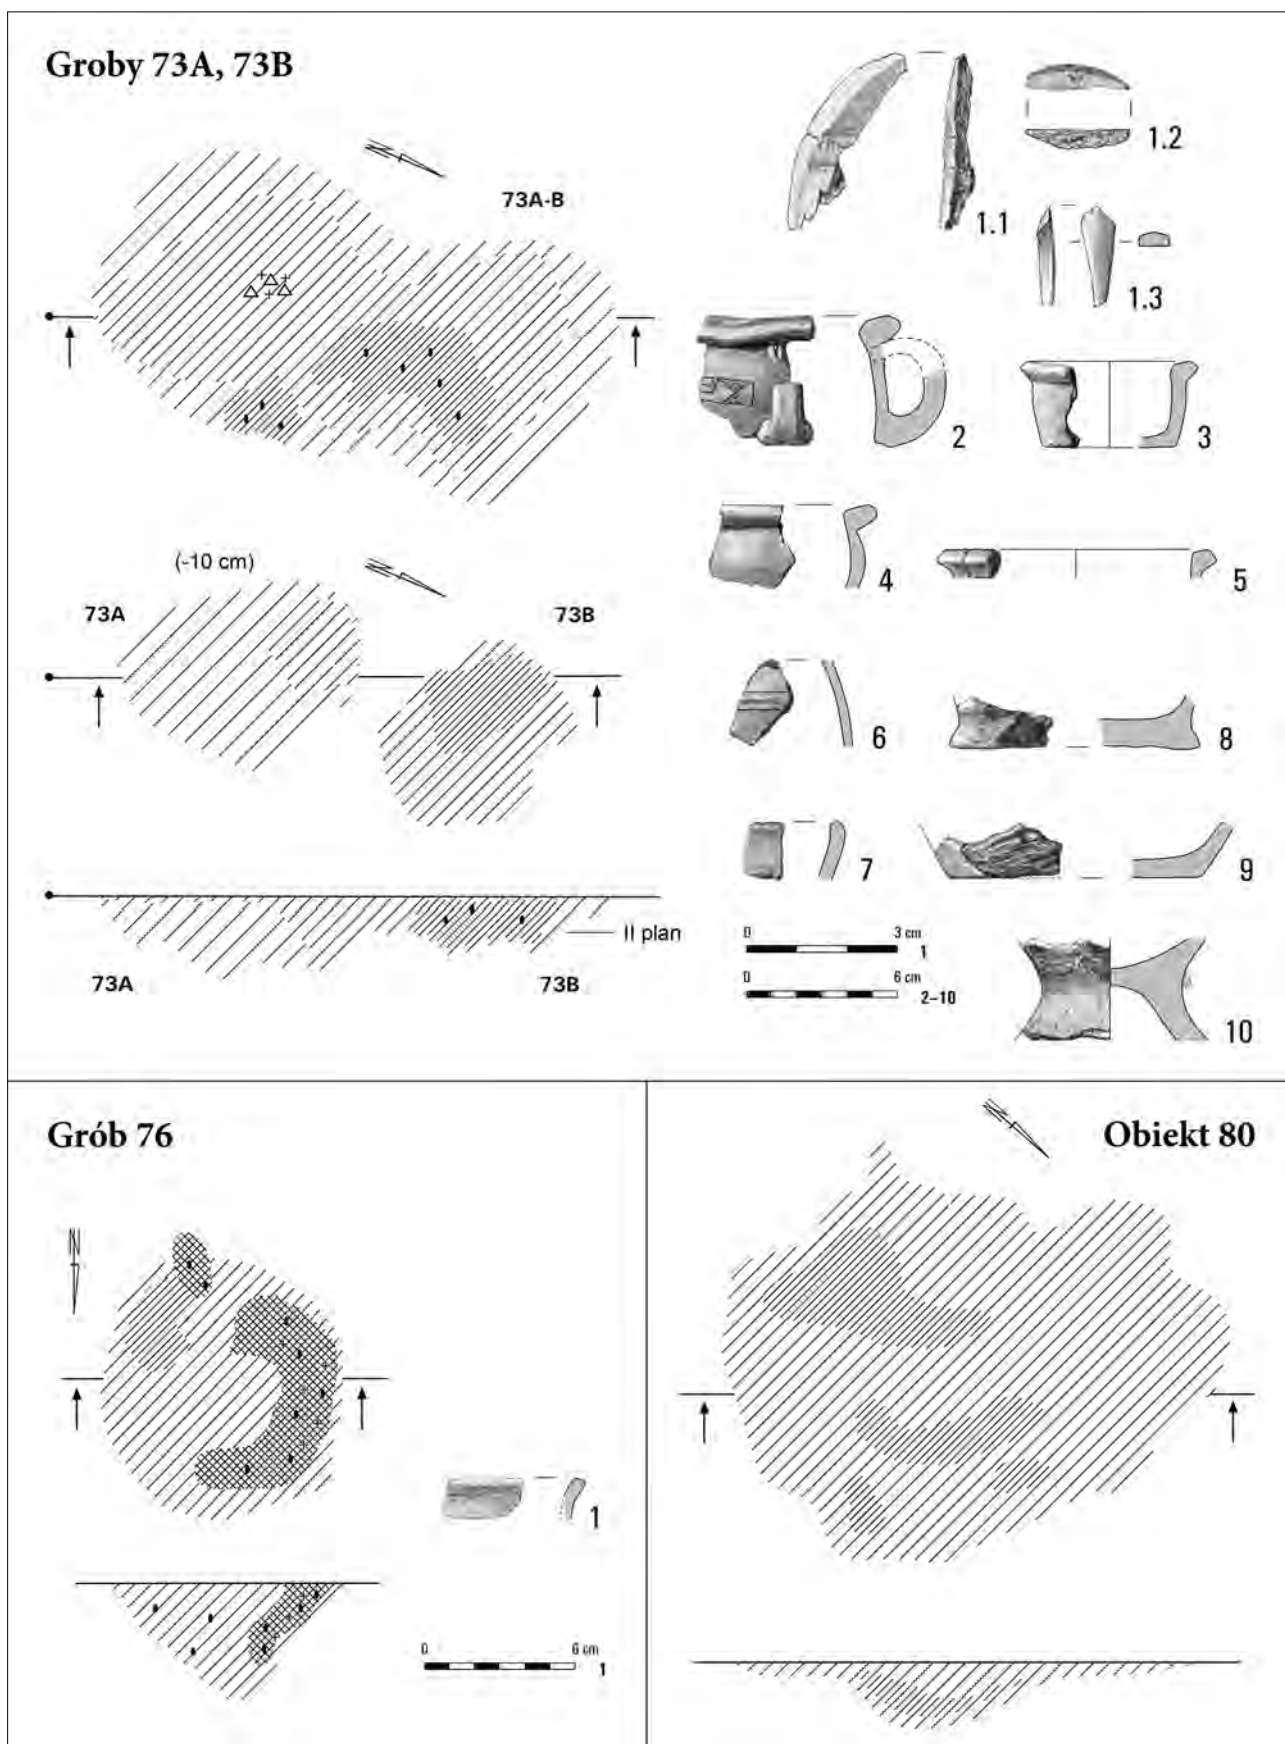 Groby 73A, 73B
N
73A-B
1.1
1.2
1.3
2
3
(-10 cm)
N
73A
73B
4
5
6
8
7
9
II plan
73A
73B
0 3 cm
1
0 6 cm
2–10
10
Grób 76
N
1
0 6 cm
1
N
Obiekt 80